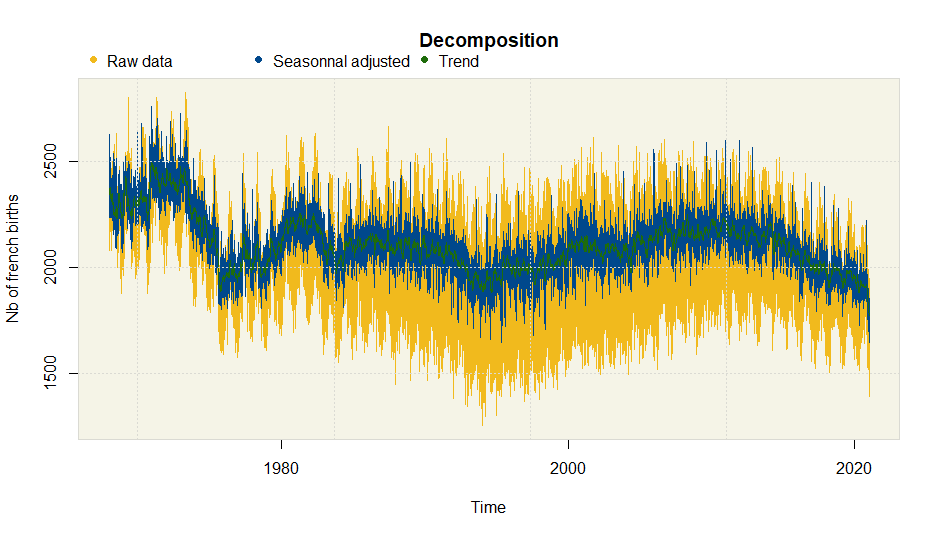 Decomposition
Raw data Seasonnal adjusted Trend
Nb of french births
2500
2000
1500
1980 2000 2020
Time